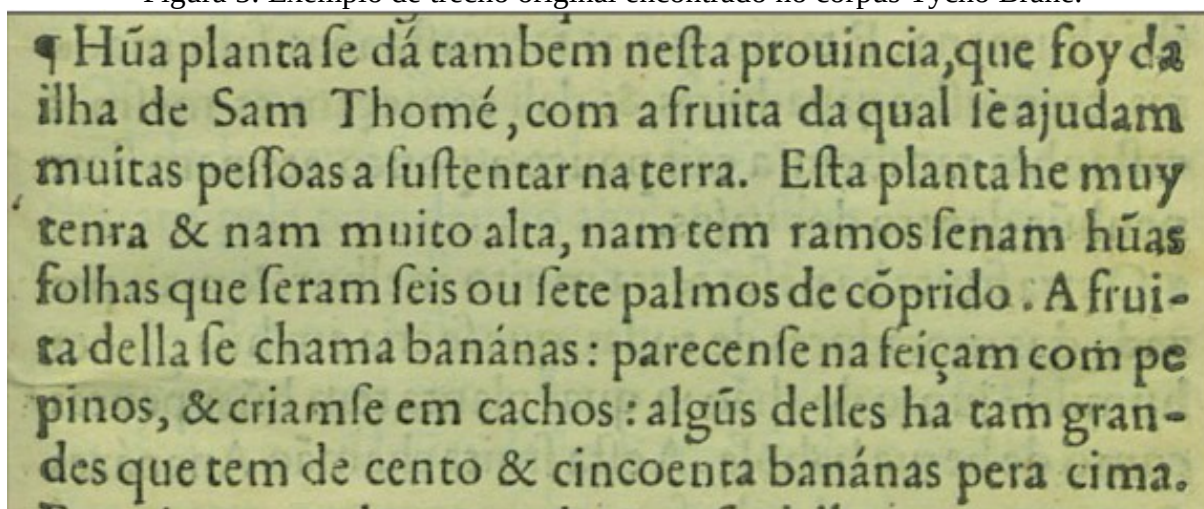 Figura 3: Exemplo de trecho original encontrado no corpus Tycho Brahe.
¶ Hũa planta ſe dá tambem neſta prouincia,que foy da
ilha de Sam Thomé, com a fruita da qual ſe ajudam
muitas peſſoas a ſuſtentar na terra. Eſta planta he muy
tenra & nam muito alta, nam tem ramos ſenam hũas
folhas que ſeram ſeis ou ſete palmos de cõprido . A frui-
ta della ſe chama banánas : parecenſe na feiçam com pe
pinos, & criamſe em cachos : algũs delles ha tam gran-
des que tem de cento & cincoenta banánas pera cima.